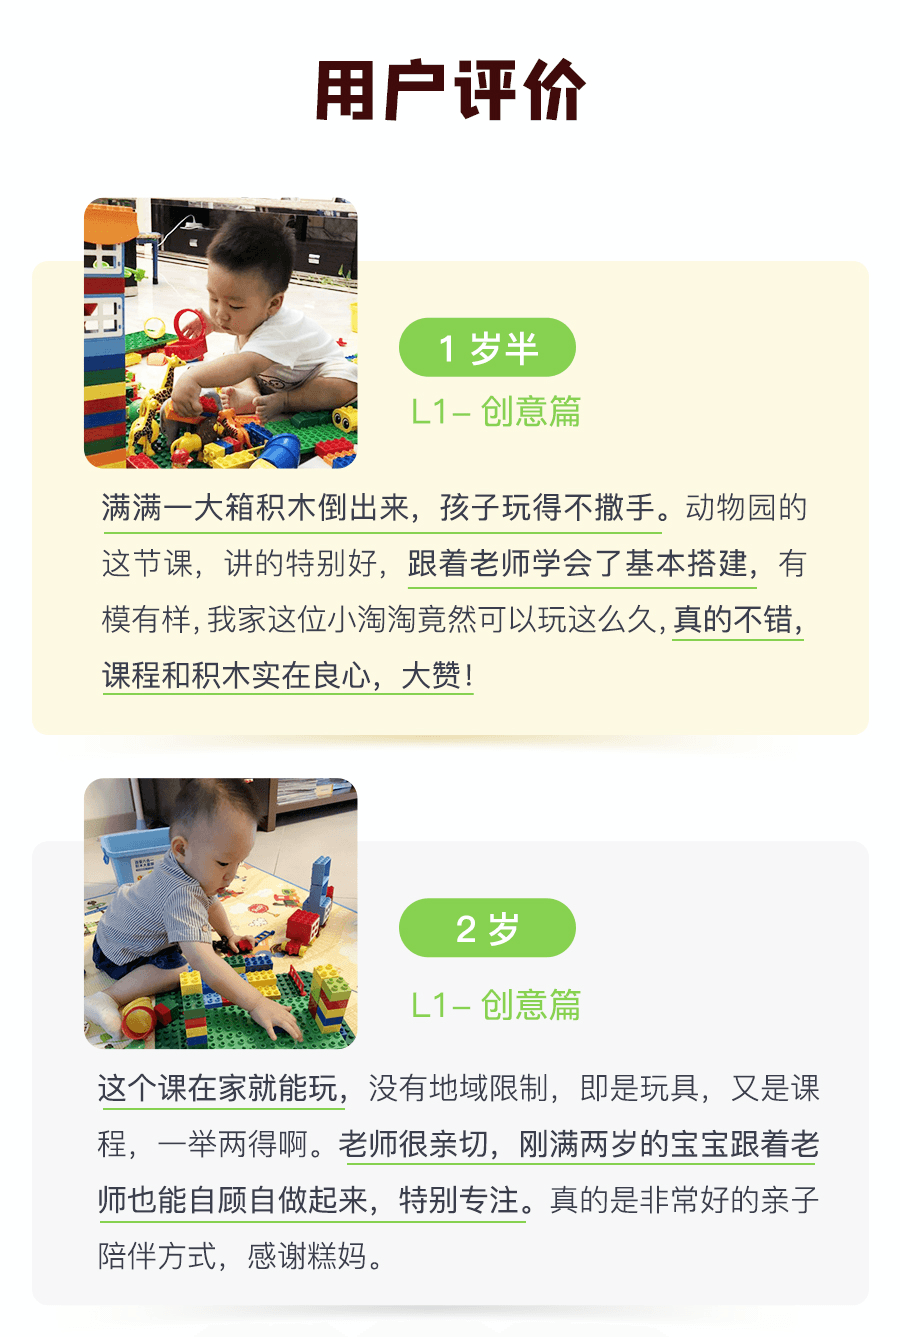 用户评价
1 岁半
L1- 创意篇
满满一大箱积木倒出来，孩子玩得不撒手。动物园的
这节课，讲的特别好，跟着老师学会了基本搭建，有
模有样，我家这位小淘淘竟然可以玩这么久，真的不错，
课程和积木实在良心，大赞！
2 岁
L1- 创意篇
这个课在家就能玩，没有地域限制，即是玩具，又是课
程，一举两得啊。老师很亲切，刚满两岁的宝宝跟着老
师也能自顾自做起来，特别专注。真的是非常好的亲子
陪伴方式，感谢糕妈。